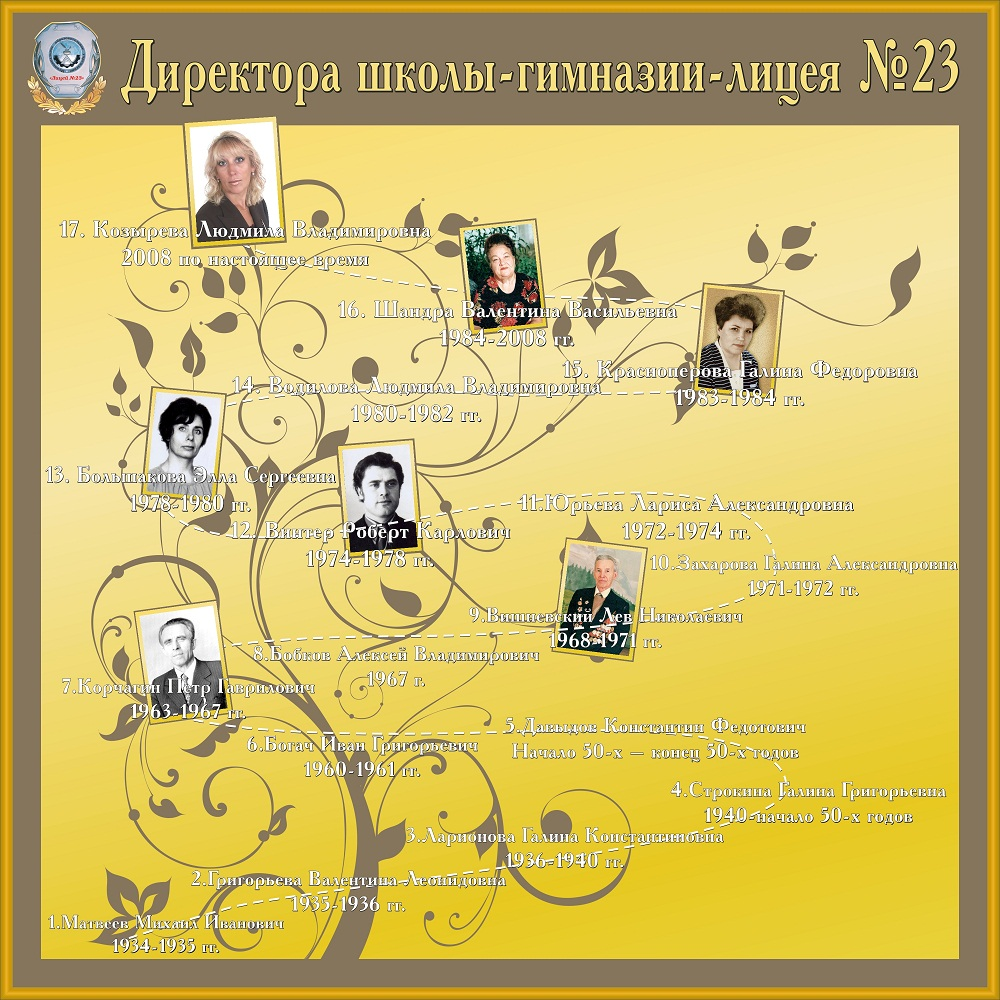 Директора школы-гимназии-лицея №23
«Лицей №23»
17. Козырева Людмила Владимировна
2008 по настоящее время
16. Шандра Валентина Васильевна
1984-2008 гг.
15. Красноперова Галина Федоровна
1983-1984 гг.
14. Водилова Людмила Владимировна
1980-1982 гг.
13. Большакова Элла Сергеевна
1978-1980 гг.
12. Винтер Роберт Карлович
1974-1978 гг.
11.Юрьева Лариса Александровна
1972-1974 гг.
10.Захарова Галина Александровна
1971-1972 гг.
9.Вишневский Лев Николаевич
1968-1971 гг.
8.Бобков Алексей Владимирович
1967 г.
7.Корчагин Петр Гаврилович
1963-1967 гг.
6.Богач Иван Григорьевич
1960-1961 гг.
5.Давыдов Константин Федотович
Начало 50-х — конец 50-х годов
4.Строкина Галина Григорьевна
1940-начало 50-х годов
3.Ларионова Галина Константиновна
1936-1940 гг.
2.Григорьева Валентина Леонидовна
1935-1936 гг.
1.Матвеев Михаил Иванович
1934-1935 гг.